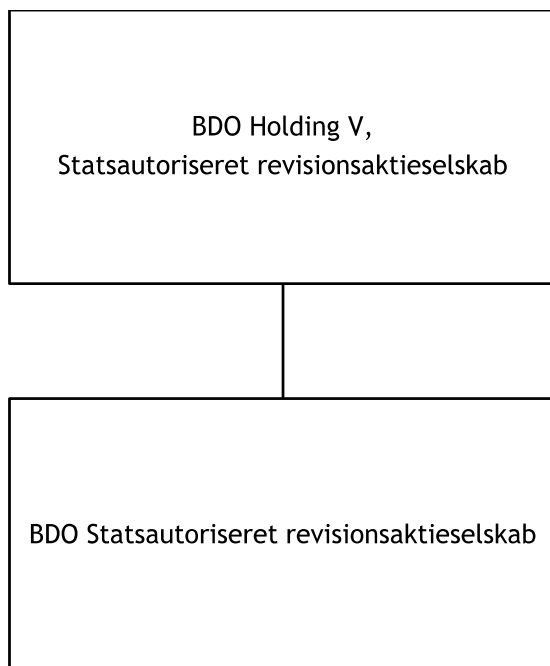 BDO Holding V,
Statsautoriseret revisionsaktieselskab
BDO Statsautoriseret revisionsaktieselskab